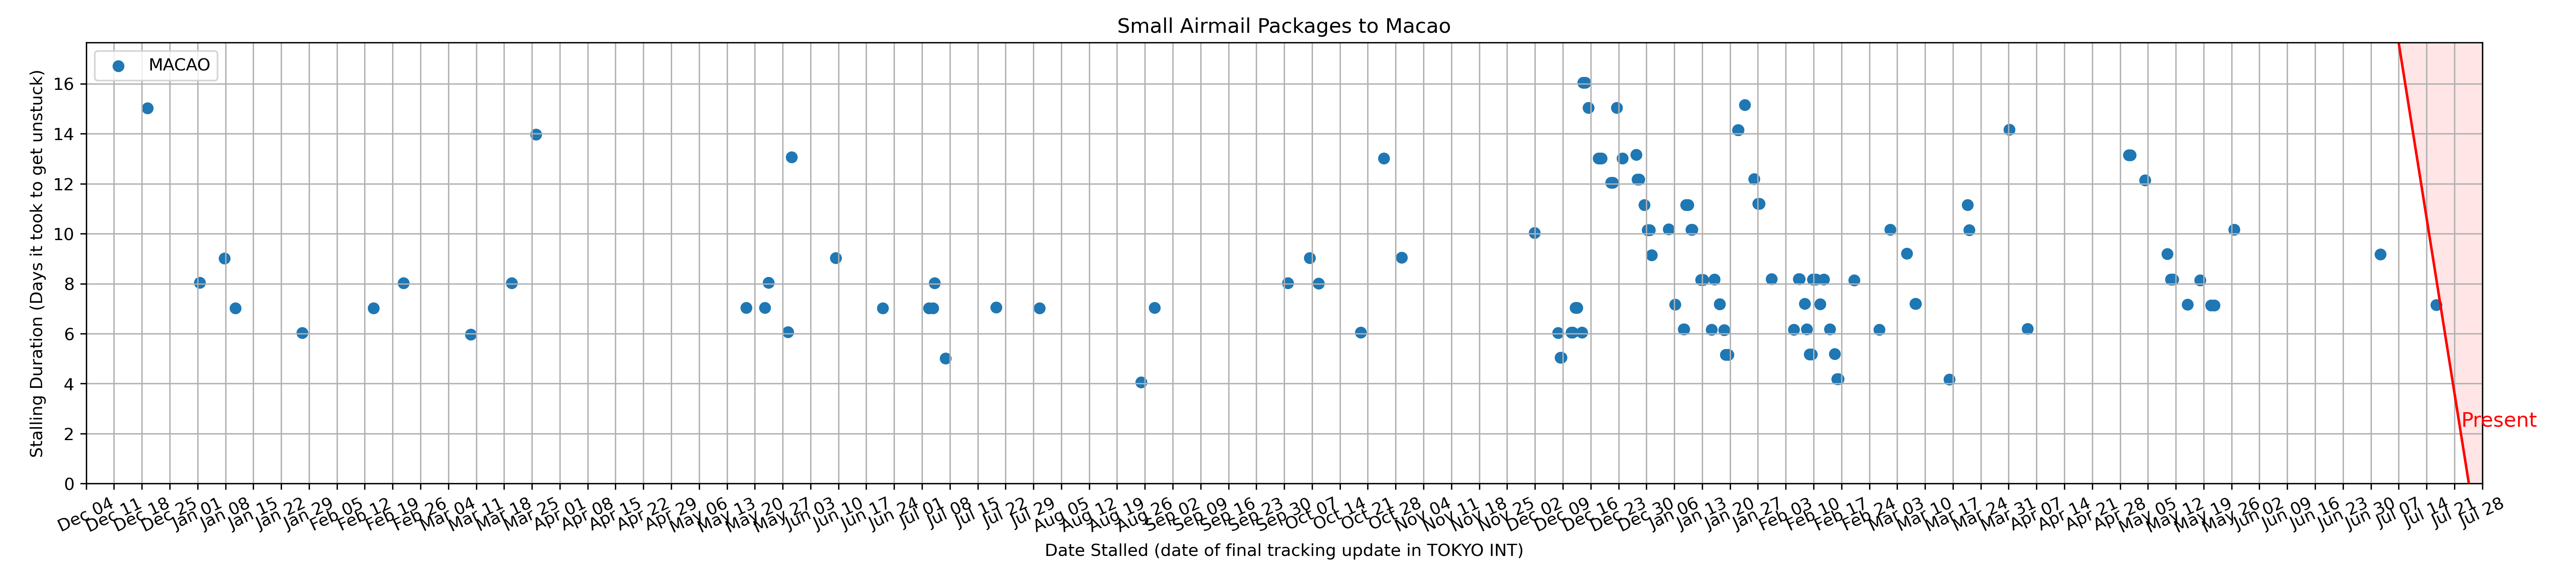 Small Airmail Packages to Macao
MACAO
Stalling Duration (Days it took to get unstuck)
16
14
12
10
8
6
4
2
0
Present
Dec 04 Dec 11 Dec 18 Dec 25 Jan 01 Jan 08 Jan 15 Jan 22 Jan 29 Feb 05 Feb 12 Feb 19 Feb 26 Mar 04 Mar 11 Mar 18 Mar 25 Apr 01 Apr 08 Apr 15 Apr 22 Apr 29 May 06 May 13 May 20 May 27 Jun 03 Jun 10 Jun 17 Jun 24 Jul 01 Jul 08 Jul 15 Jul 22 Jul 29 Aug 05 Aug 12 Aug 19 Aug 26 Sep 02 Sep 09 Sep 16 Sep 23 Sep 30 Oct 07 Oct 14 Oct 21 Oct 28 Nov 04 Nov 11 Nov 18 Nov 25 Dec 02 Dec 09 Dec 16 Dec 23 Dec 30 Jan 06 Jan 13 Jan 20 Jan 27 Feb 03 Feb 10 Feb 17 Feb 24 Mar 03 Mar 10 Mar 17 Mar 24 Mar 31 Apr 07 Apr 14 Apr 21 Apr 28 May 05 May 12 May 19 May 26 Jun 02 Jun 09 Jun 16 Jun 23 Jun 30 Jul 07 Jul 14 Jul 21 Jul 28
Date Stalled (date of final tracking update in TOKYO INT)